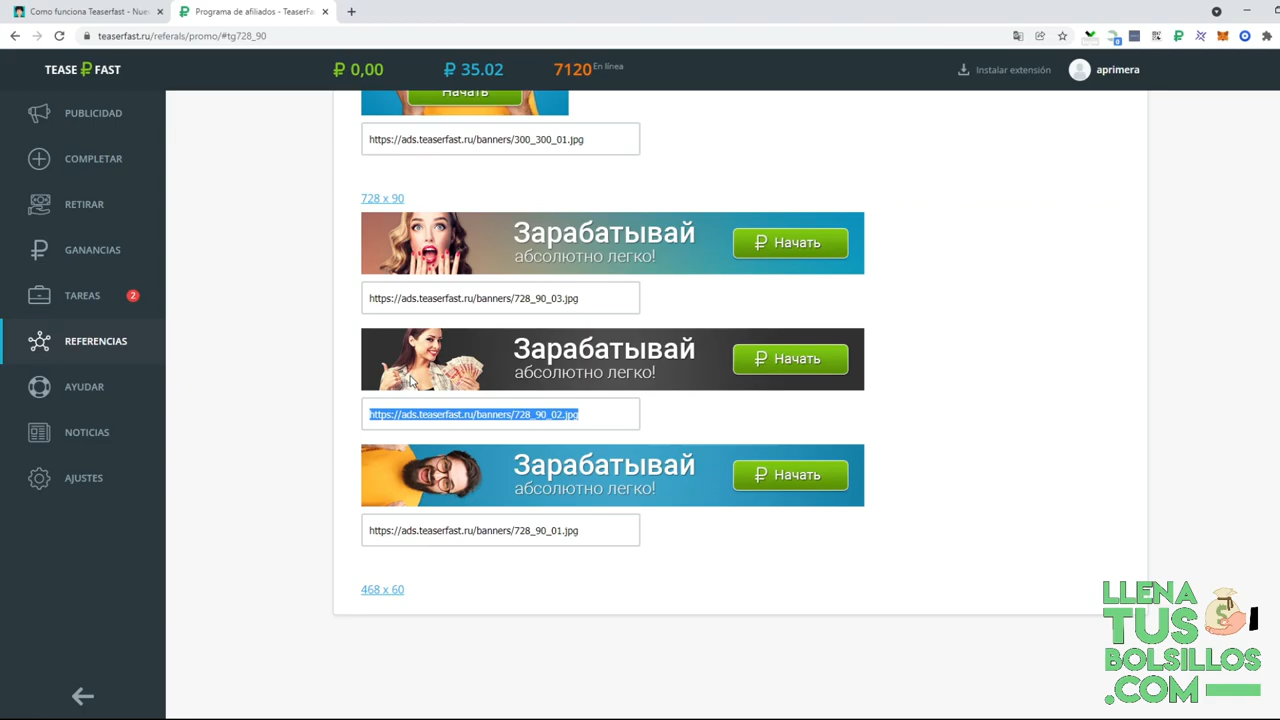 Como funciona Teaserfast - Nue
Programa de afiliados - TeaserFa
teaserfast.ru/referals/promo/#tg728_90
TEASE₽FAST
₽ 0,00
₽ 35.02
7120 En línea
Instalar extensión
aprimera
PUBLICIDAD
COMPLETAR
RETIRAR
GANANCIAS
TAREAS 2
REFERENCIAS
AYUDAR
NOTICIAS
AJUSTES
Начать
https://ads.teaserfast.ru/banners/300_300_01.jpg
728 x 90
Зарабатывай
абсолютно легко!
₽ Начать
https://ads.teaserfast.ru/banners/728_90_03.jpg
Зарабатывай
абсолютно легко!
₽ Начать
https://ads.teaserfast.ru/banners/728_90_02.jpg
Зарабатывай
абсолютно легко!
₽ Начать
https://ads.teaserfast.ru/banners/728_90_01.jpg
468 x 60
LLENA
TUS
BOLSILLOS
.COM